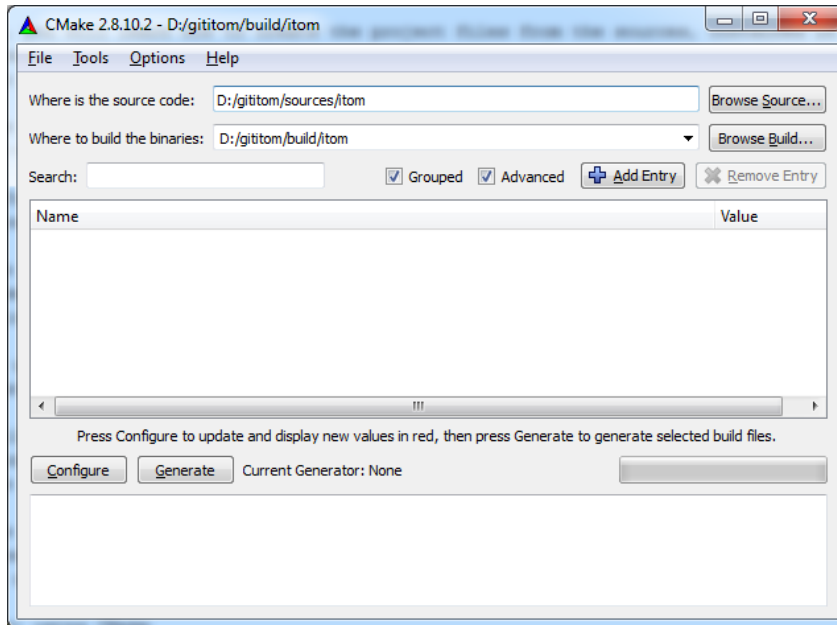 CMake 2.8.10.2 - D:/gititom/build/itom
File Tools Options Help
Where is the source code: D:/gititom/sources/itom Browse Source...
Where to build the binaries: D:/gititom/build/itom Browse Build...
Search: Grouped Advanced Add Entry Remove Entry
Name Value
Press Configure to update and display new values in red, then press Generate to generate selected build files.
Configure Generate Current Generator: None